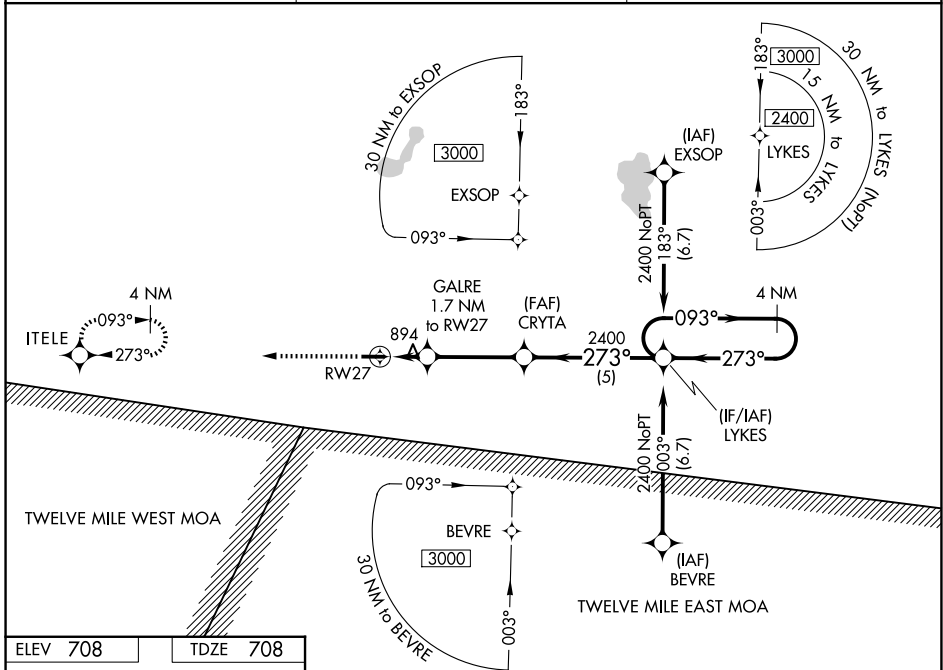 30 NM to EXSOP
3000
183°
EXSOP
093°
183°
3000
15 NM to LYKES
2400
LYKES
003°
30 NM to LYKES (NoPT)
(IAF)
EXSOP
2400 NoPT
183°
(6.7)
4 NM
093°
ITELE
273°
GALRE
1.7 NM
to RW27
894
RW27
(FAF)
CRYTA
2400
273°
(5)
093°
4 NM
273°
(IF/IAF)
LYKES
2400 NoPT
003°
(6.7)
TWELVE MILE WEST MOA
093°
BEVRE
3000
30 NM to BEVRE
003°
(IAF)
BEVRE
TWELVE MILE EAST MOA
ELEV 708
TDZE 708